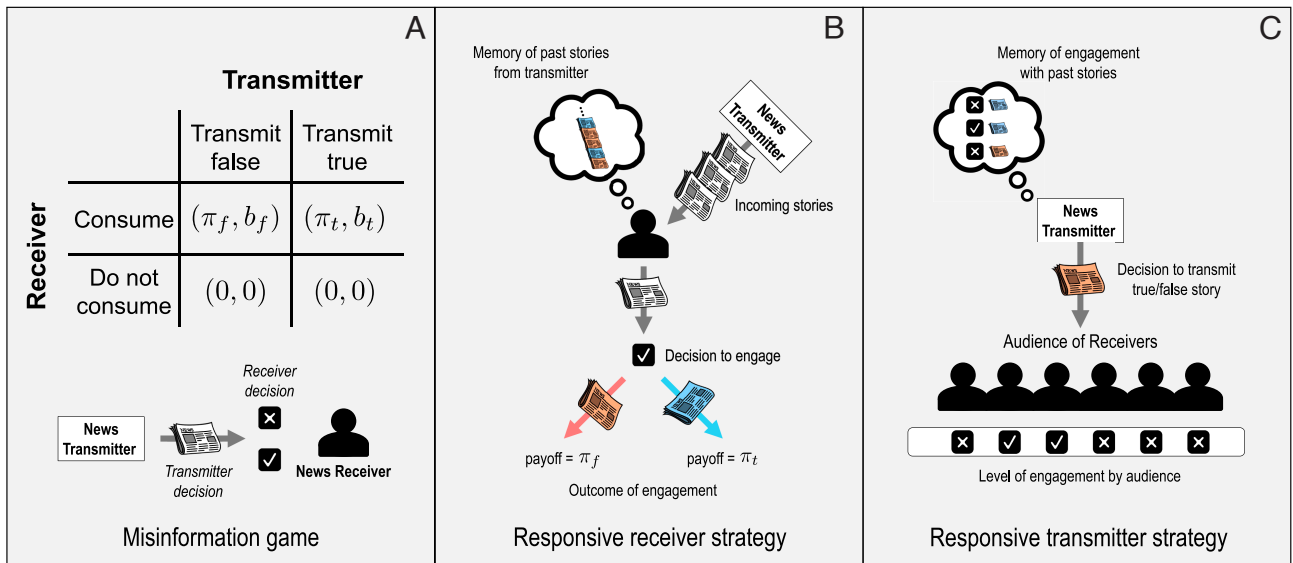 A
Transmitter
Transmit false
Transmit true
Receiver
Consume
(π_f, b_f)
(π_t, b_t)
Do not consume
(0, 0)
(0, 0)
Receiver
decision
News
Transmitter
Transmitter
decision
News Receiver
Misinformation game
B
Memory of past stories
from transmitter
News
Transmitter
Incoming stories
Decision to engage
payoff = π_f
payoff = π_t
Outcome of engagement
Responsive receiver strategy
C
Memory of engagement
with past stories
News
Transmitter
Decision to transmit
true/false story
Audience of Receivers
Level of engagement by audience
Responsive transmitter strategy